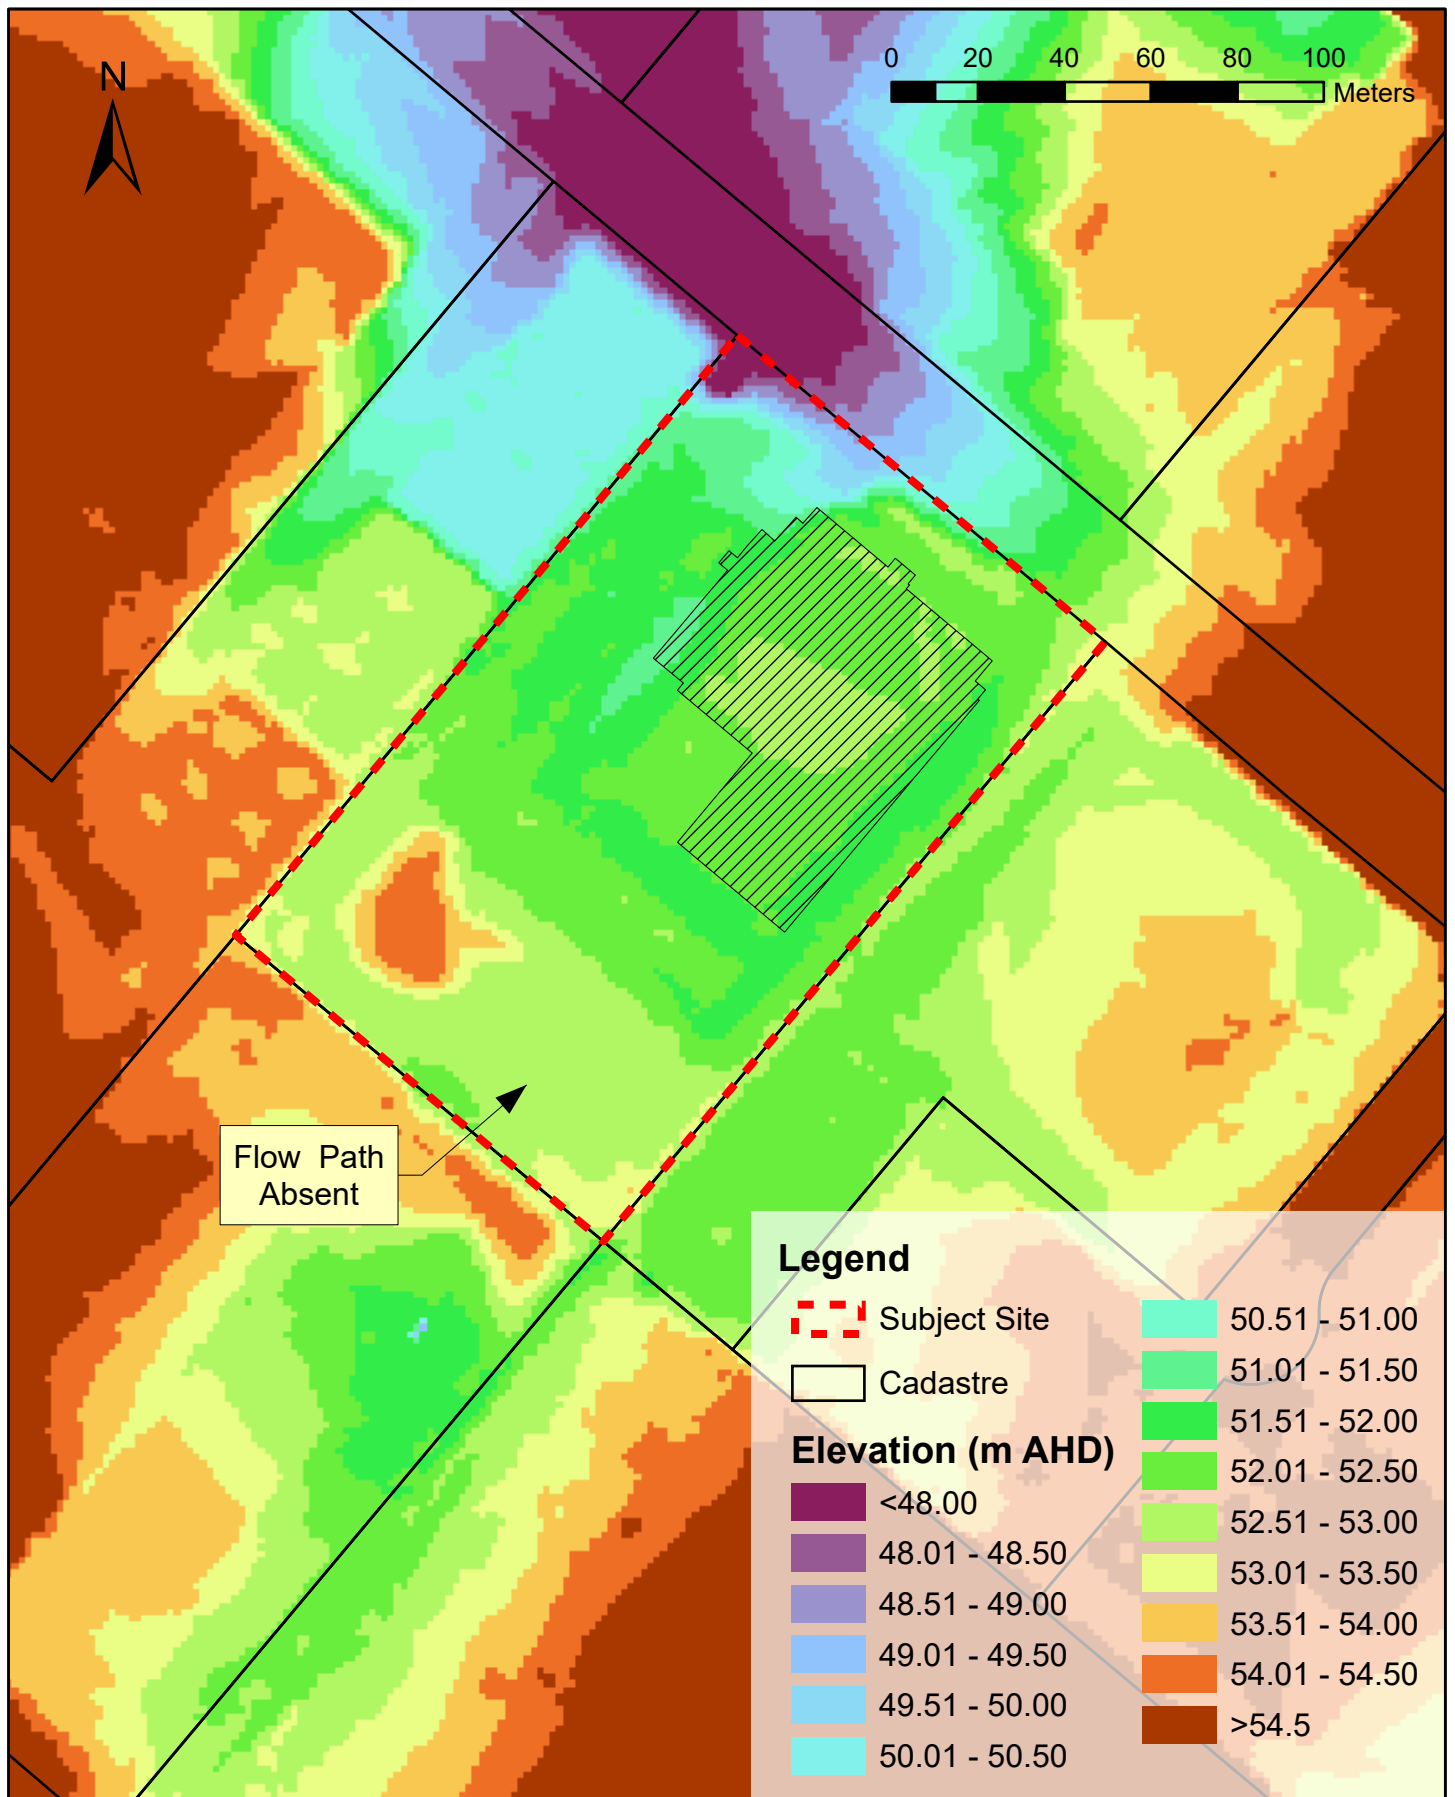 N
0 20 40 60 80 100
Meters
Flow Path
Absent
Legend
Subject Site
Cadastre
Elevation (m AHD)
<48.00
48.01 - 48.50
48.51 - 49.00
49.01 - 49.50
49.51 - 50.00
50.01 - 50.50
50.51 - 51.00
51.01 - 51.50
51.51 - 52.00
52.01 - 52.50
52.51 - 53.00
53.01 - 53.50
53.51 - 54.00
54.01 - 54.50
>54.5